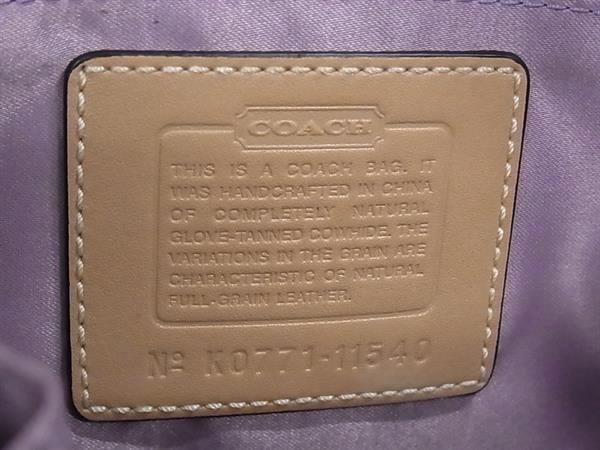 COACH
THIS IS A COACH BAG. IT
WAS HANDCRAFTED IN CHINA
OF COMPLETELY NATURAL
GLOVE-TANNED COWHIDE. THE
VARIATIONS IN THE GRAIN ARE
CHARACTERISTIC OF NATURAL
FULL-GRAIN LEATHER.
Nº K0771-11540